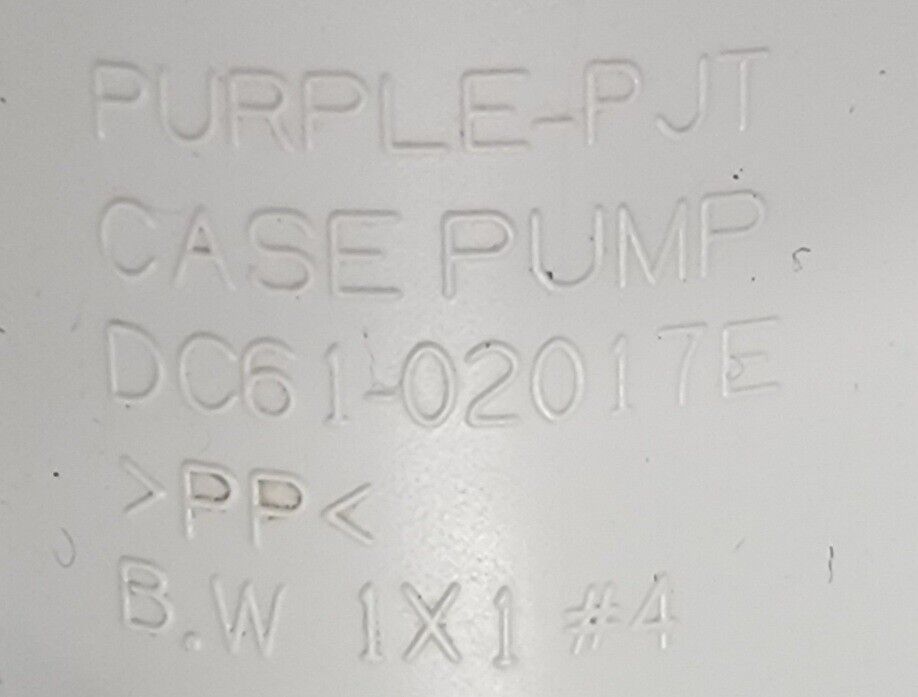 PURPLE-PJT
CASE PUMP
DC61-02017E
>PP<
B.W 1X1 #4